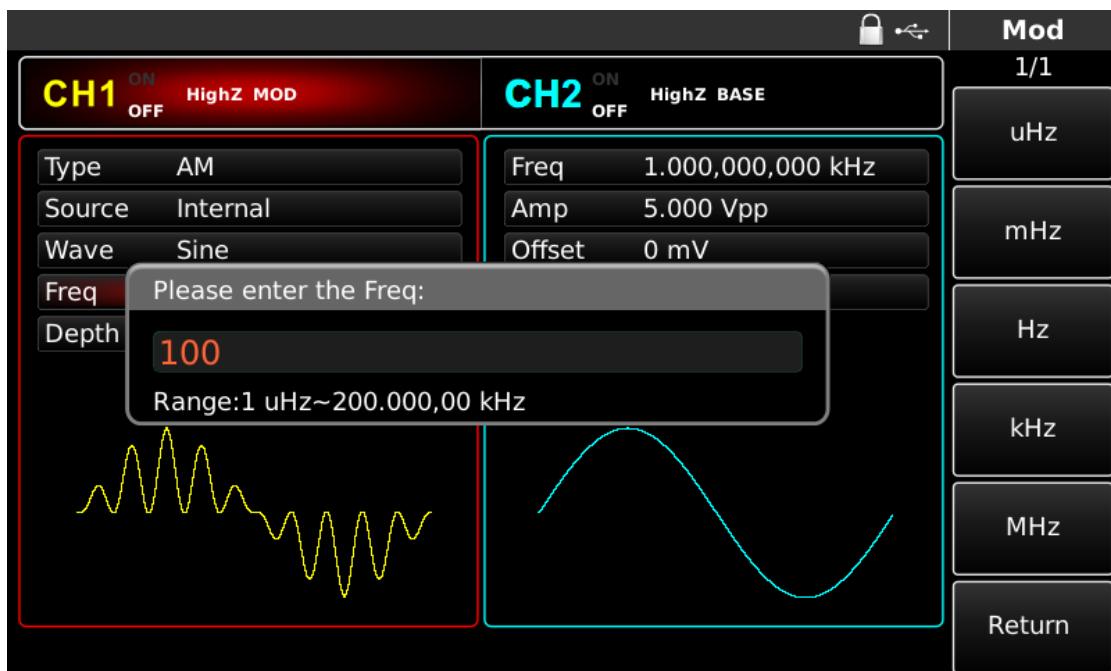 Mod
1/1
CH1 ON OFF HighZ MOD
CH2 ON OFF HighZ BASE
Type AM
Source Internal
Wave Sine
Freq
Depth
Freq 1.000,000,000 kHz
Amp 5.000 Vpp
Offset 0 mV
Please enter the Freq:
100
Range:1 uHz~200.000,00 kHz
uHz
mHz
Hz
kHz
MHz
Return